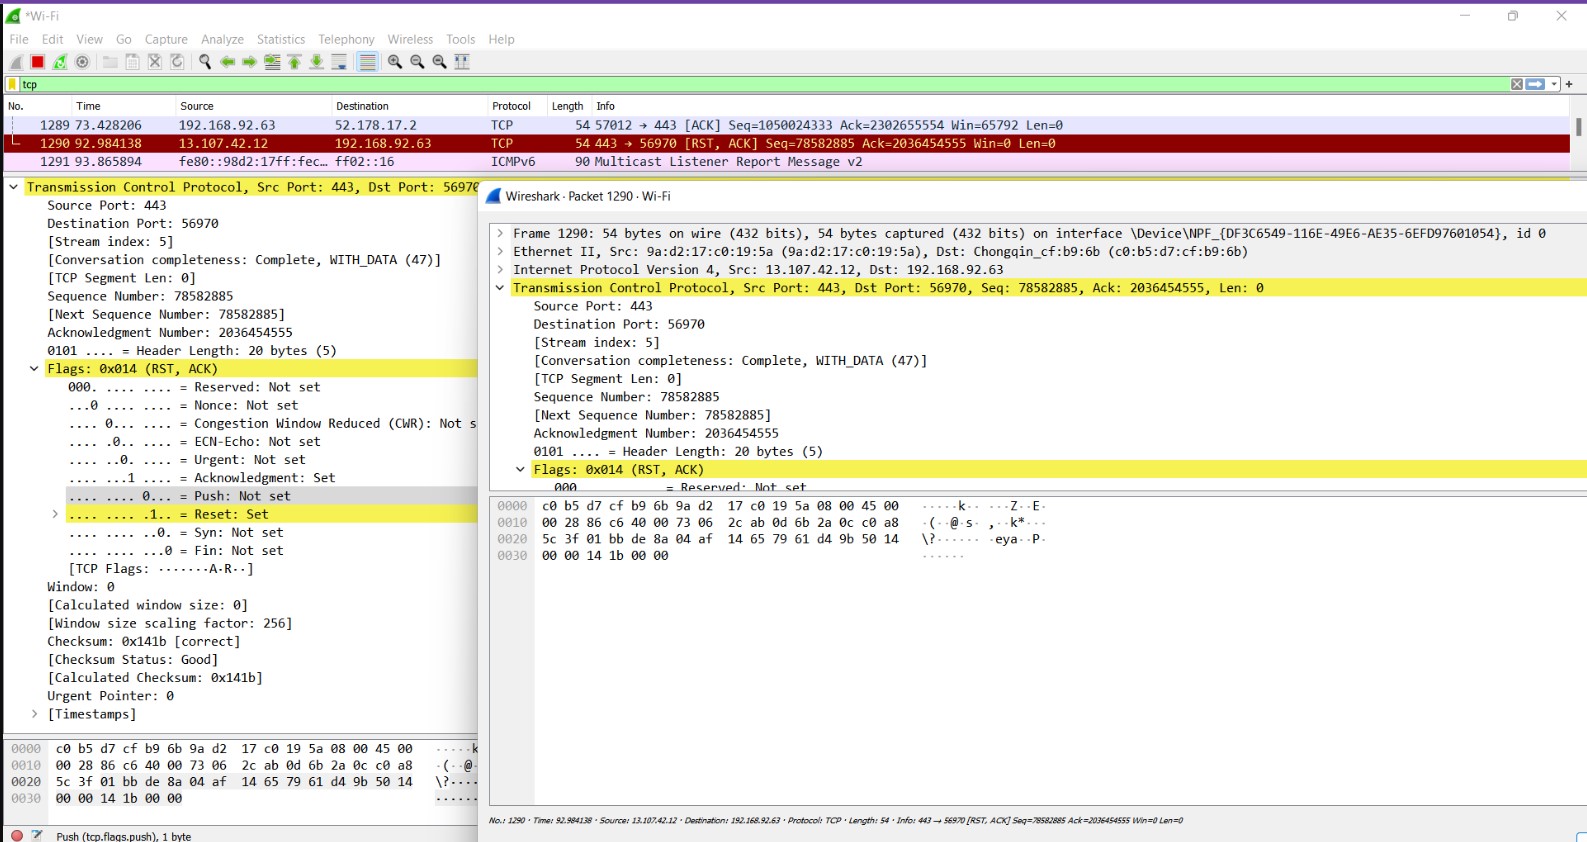 *Wi-Fi
File Edit View Go Capture Analyze Statistics Telephony Wireless Tools Help
tcp
No. Time Source Destination Protocol Length Info
1289 73.428206 192.168.92.63 52.178.17.2 TCP 54 57012 → 443 [ACK] Seq=1050024333 Ack=2302655554 Win=65792 Len=0
1290 92.984138 13.107.42.12 192.168.92.63 TCP 54 443 → 56970 [RST, ACK] Seq=78582885 Ack=2036454555 Win=0 Len=0
1291 93.865894 fe80::98d2:17ff:fec… ff02::16 ICMPv6 90 Multicast Listener Report Message v2
Transmission Control Protocol, Src Port: 443, Dst Port: 56970
Source Port: 443
Destination Port: 56970
[Stream index: 5]
[Conversation completeness: Complete, WITH_DATA (47)]
[TCP Segment Len: 0]
Sequence Number: 78582885
[Next Sequence Number: 78582885]
Acknowledgment Number: 2036454555
0101 .... = Header Length: 20 bytes (5)
Flags: 0x014 (RST, ACK)
000. .... .... = Reserved: Not set
...0 .... .... = Nonce: Not set
.... 0... .... = Congestion Window Reduced (CWR): Not s
.... .0.. .... = ECN-Echo: Not set
.... ..0. .... = Urgent: Not set
.... ...1 .... = Acknowledgment: Set
.... .... 0... = Push: Not set
.... .... .1.. = Reset: Set
.... .... ..0. = Syn: Not set
.... .... ...0 = Fin: Not set
[TCP Flags: ·······A·R··]
Window: 0
[Calculated window size: 0]
[Window size scaling factor: 256]
Checksum: 0x141b [correct]
[Checksum Status: Good]
[Calculated Checksum: 0x141b]
Urgent Pointer: 0
[Timestamps]
0000 c0 b5 d7 cf b9 6b 9a d2 17 c0 19 5a 08 00 45 00 ·····k
0010 00 28 86 c6 40 00 73 06 2c ab 0d 6b 2a 0c c0 a8 ·(··@·
0020 5c 3f 01 bb de 8a 04 af 14 65 79 61 d4 9b 50 14 \?····
0030 00 00 14 1b 00 00 ······
Push (tcp.flags.push), 1 byte
Wireshark · Packet 1290 · Wi-Fi
Frame 1290: 54 bytes on wire (432 bits), 54 bytes captured (432 bits) on interface \Device\NPF_{DF3C6549-116E-49E6-AE35-6EFD97601054}, id 0
Ethernet II, Src: 9a:d2:17:c0:19:5a (9a:d2:17:c0:19:5a), Dst: Chongqin_cf:b9:6b (c0:b5:d7:cf:b9:6b)
Internet Protocol Version 4, Src: 13.107.42.12, Dst: 192.168.92.63
Transmission Control Protocol, Src Port: 443, Dst Port: 56970, Seq: 78582885, Ack: 2036454555, Len: 0
Source Port: 443
Destination Port: 56970
[Stream index: 5]
[Conversation completeness: Complete, WITH_DATA (47)]
[TCP Segment Len: 0]
Sequence Number: 78582885
[Next Sequence Number: 78582885]
Acknowledgment Number: 2036454555
0101 .... = Header Length: 20 bytes (5)
Flags: 0x014 (RST, ACK)
000. .... .... = Reserved: Not set
0000 c0 b5 d7 cf b9 6b 9a d2 17 c0 19 5a 08 00 45 00 ·····k·· ···Z··E·
0010 00 28 86 c6 40 00 73 06 2c ab 0d 6b 2a 0c c0 a8 ·(··@·s· ,··k*···
0020 5c 3f 01 bb de 8a 04 af 14 65 79 61 d4 9b 50 14 \?······ ·eya··P·
0030 00 00 14 1b 00 00 ······
No.: 1290 · Time: 92.984138 · Source: 13.107.42.12 · Destination: 192.168.92.63 · Protocol: TCP · Length: 54 · Info: 443 → 56970 [RST, ACK] Seq=78582885 Ack=2036454555 Win=0 Len=0